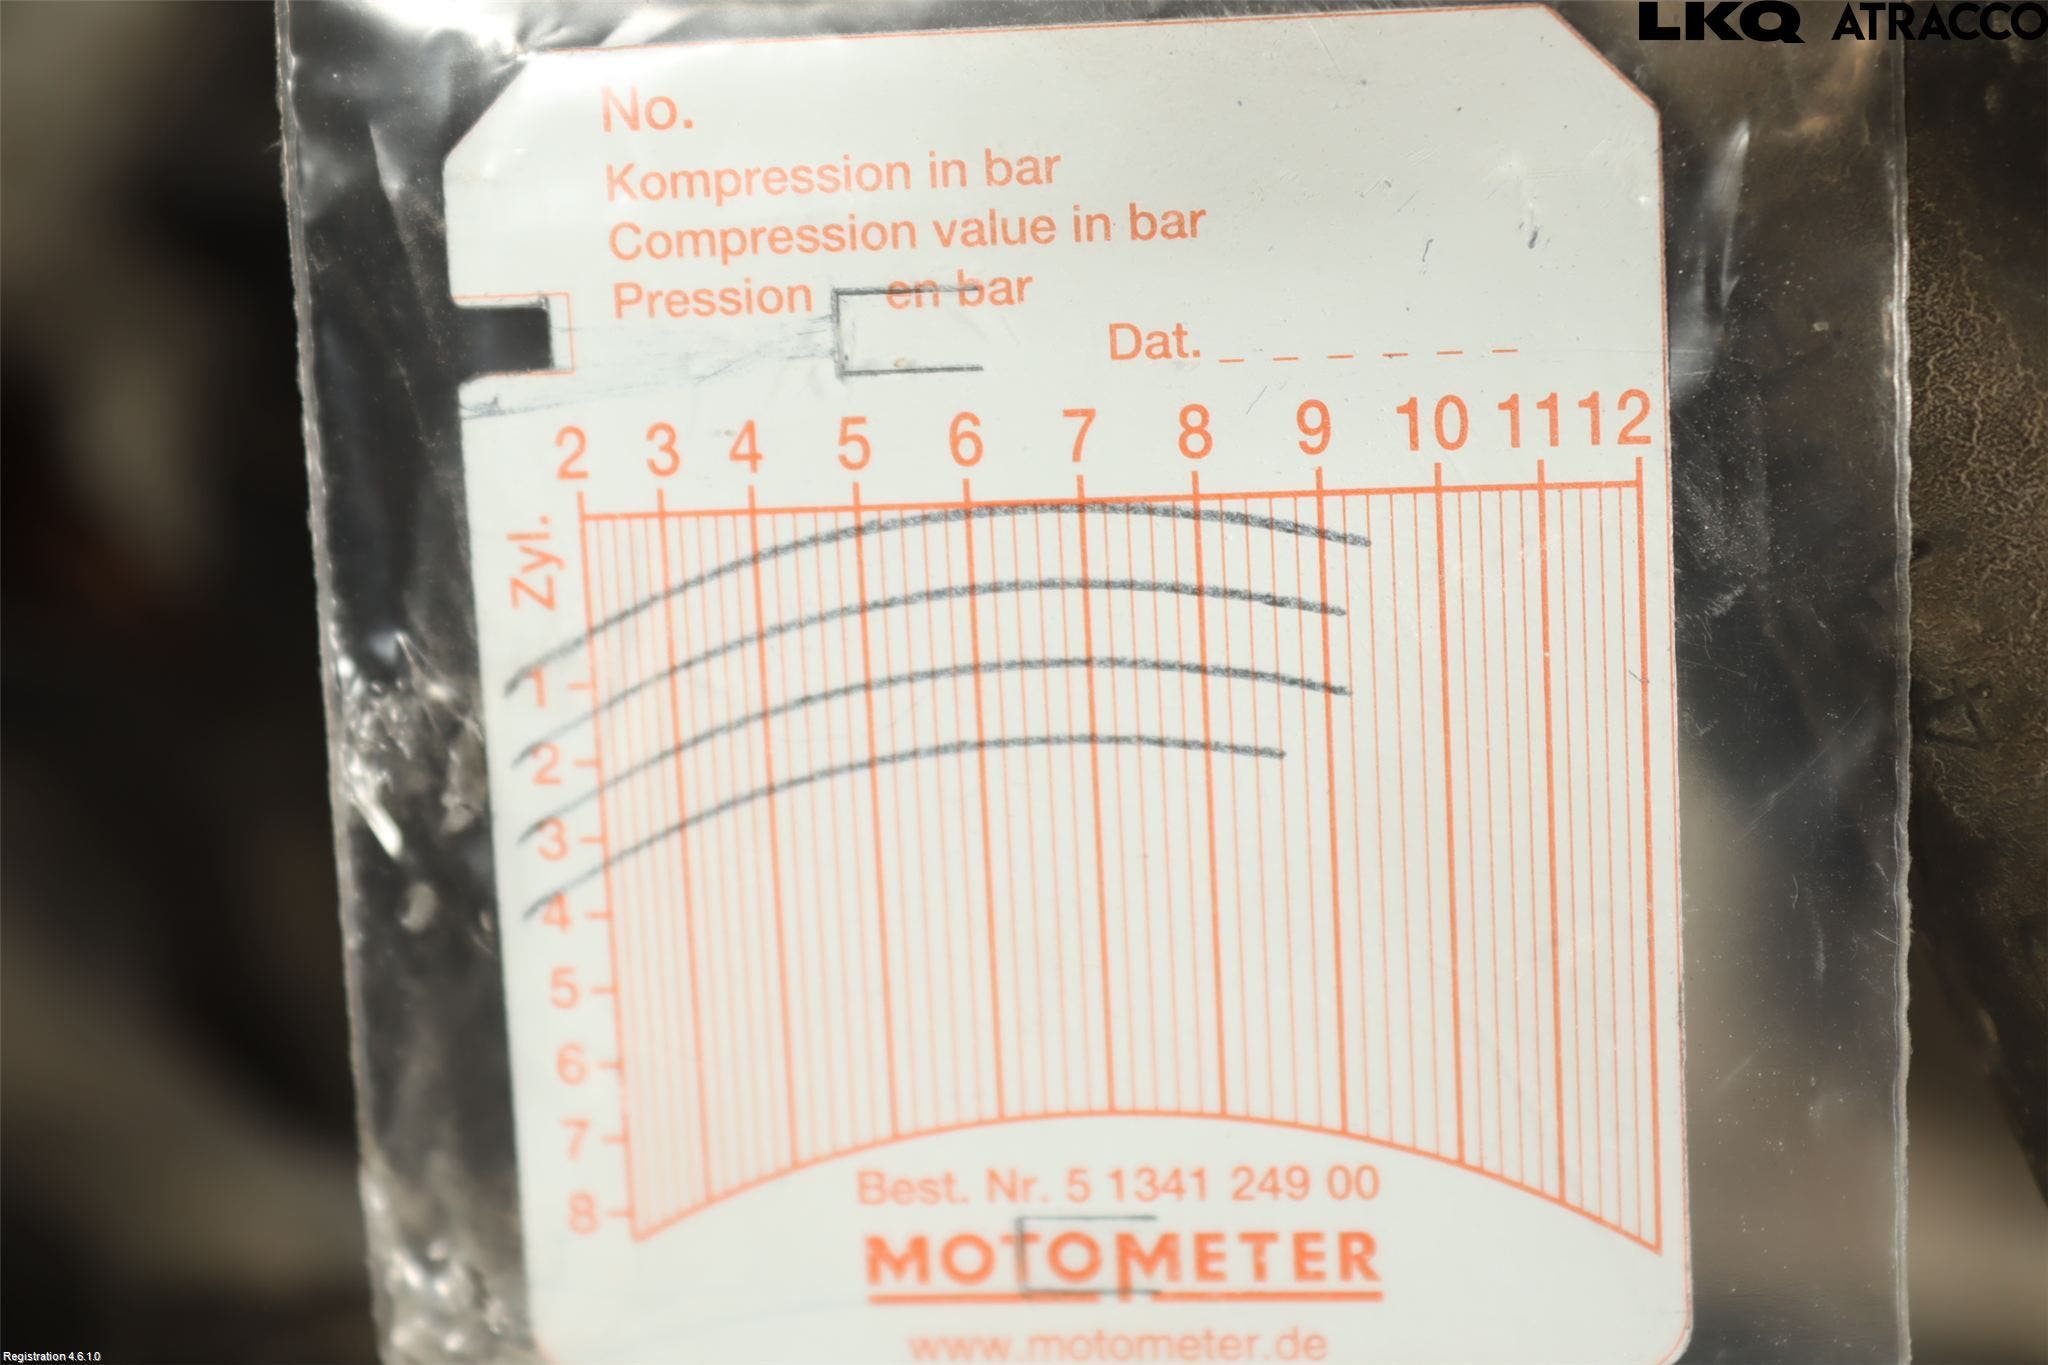 LKQ ATRACCO
No.
Kompression in bar
Compression value in bar
Pression en bar
Dat. _ _ _ _ _ _
2 3 4 5 6 7 8 9 10 11 12
Zyl.
1
2
3
4
5
6
7
8
Best. Nr. 5 1341 249 00
MOTOMETER
www.motometer.de
Registration 4.6.1.0